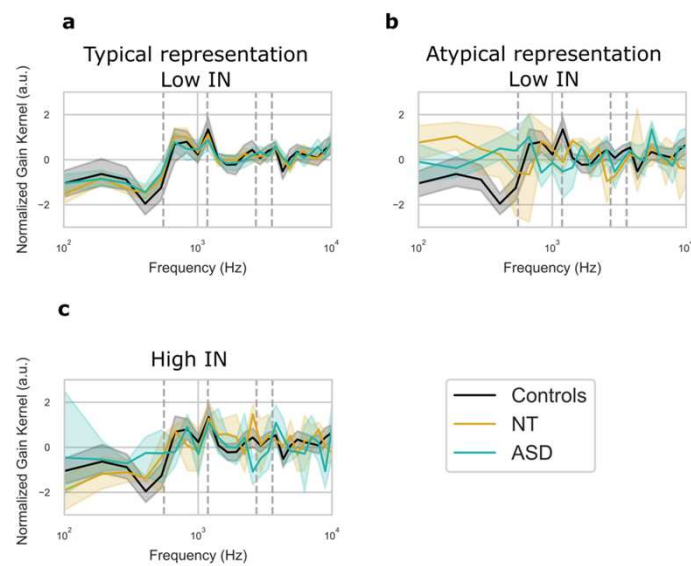 a
Typical representation
Low IN
Normalized Gain Kernel (a.u.)
2
0
−2
10² 10³ 10⁴
Frequency (Hz)
b
Atypical representation
Low IN
2
0
−2
10² 10³ 10⁴
Frequency (Hz)
c
High IN
Normalized Gain Kernel (a.u.)
2
0
−2
10² 10³ 10⁴
Frequency (Hz)
Controls
NT
ASD